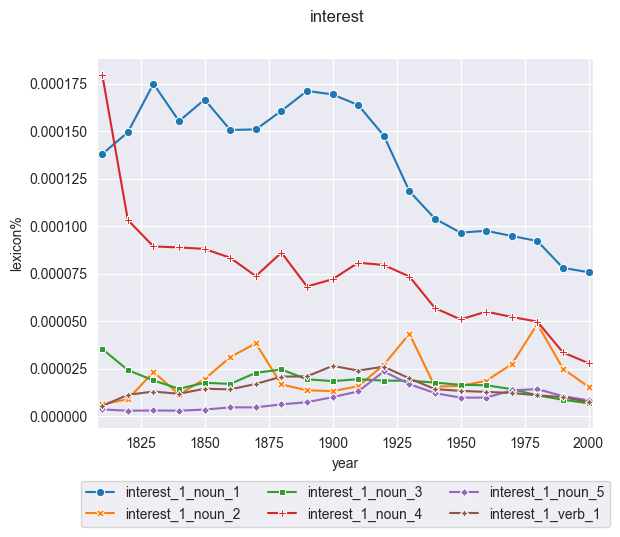 interest
0.000175
0.000150
0.000125
0.000100
0.000075
0.000050
0.000025
0.000000
lexicon%
1825 1850 1875 1900 1925 1950 1975 2000
year
interest_1_noun_1 interest_1_noun_3 interest_1_noun_5
interest_1_noun_2 interest_1_noun_4 interest_1_verb_1